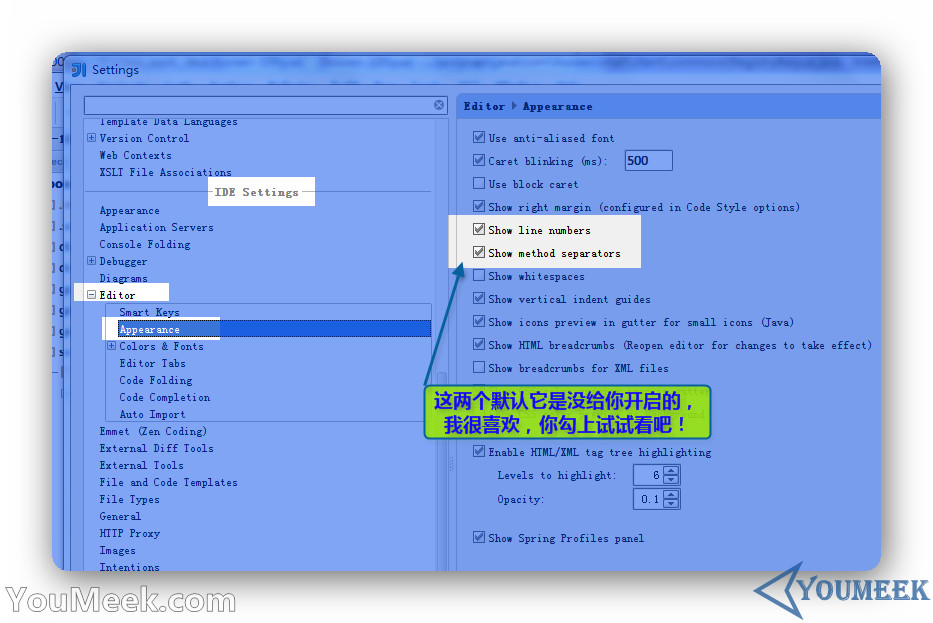 Settings
Template Data Languages
Version Control
Web Contexts
XSLT File Associations
IDE Settings
Appearance
Application Servers
Console Folding
Debugger
Diagrams
Editor
Smart Keys
Appearance
Colors & Fonts
Editor Tabs
Code Folding
Code Completion
Auto Import
Emmet (Zen Coding)
External Diff Tools
External Tools
File and Code Templates
File Types
General
HTTP Proxy
Images
Intentions
Editor Appearance
Use anti-aliased font
Caret blinking (ms): 500
Use block caret
Show right margin (configured in Code Style options)
Show line numbers
Show method separators
Show whitespaces
Show vertical indent guides
Show icons preview in gutter for small icons (Java)
Show HTML breadcrumbs (Reopen editor for changes to take effect)
Show breadcrumbs for XML files
这两个默认它是没给你开启的，
我很喜欢，你勾上试试看吧！
Enable HTML/XML tag tree highlighting
Levels to highlight: 6
Opacity: 0.1
Show Spring Profiles panel
YouMeek.com
YOUMEEK